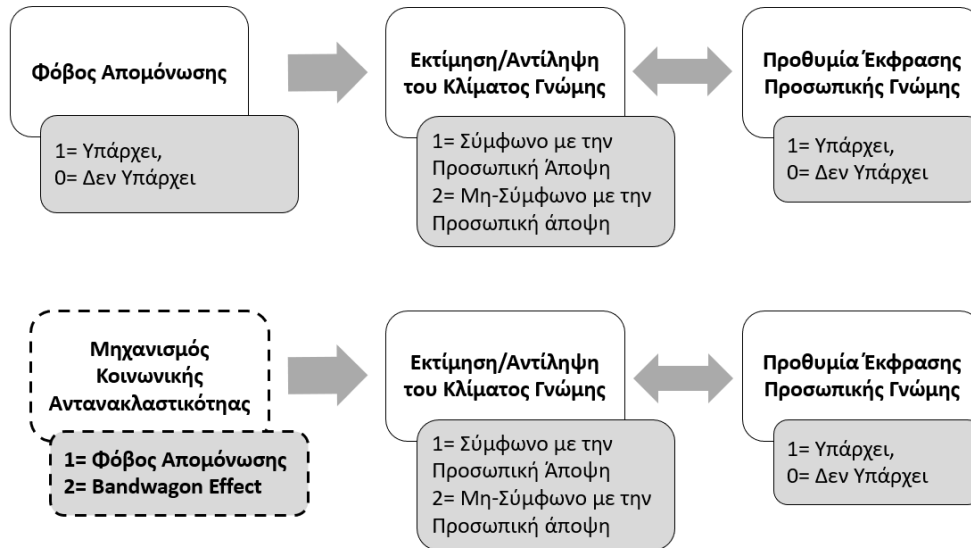 Φόβος Απομόνωσης
1= Υπάρχει,
0= Δεν Υπάρχει
Εκτίμηση/Αντίληψη
του Κλίματος Γνώμης
1= Σύμφωνο με την
Προσωπική Άποψη
2= Μη-Σύμφωνο με την
Προσωπική άποψη
Προθυμία Έκφρασης
Προσωπικής Γνώμης
1= Υπάρχει,
0= Δεν Υπάρχει
Μηχανισμός
Κοινωνικής
Αντανακλαστικότηας
1= Φόβος Απομόνωσης
2= Bandwagon Effect
Εκτίμηση/Αντίληψη
του Κλίματος Γνώμης
1= Σύμφωνο με την
Προσωπική Άποψη
2= Μη-Σύμφωνο με την
Προσωπική άποψη
Προθυμία Έκφρασης
Προσωπικής Γνώμης
1= Υπάρχει,
0= Δεν Υπάρχει